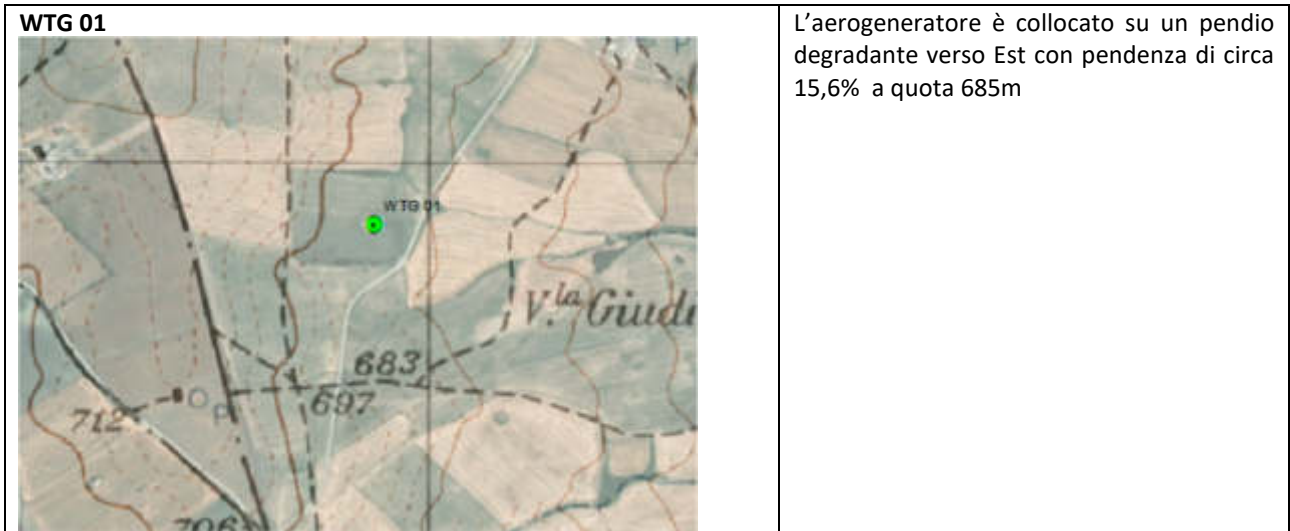 WTG 01
L'aerogeneratore è collocato su un pendio
degradante verso Est con pendenza di circa
15,6% a quota 685m
WTG 01
V.la Giudi
683
697
712
P
706